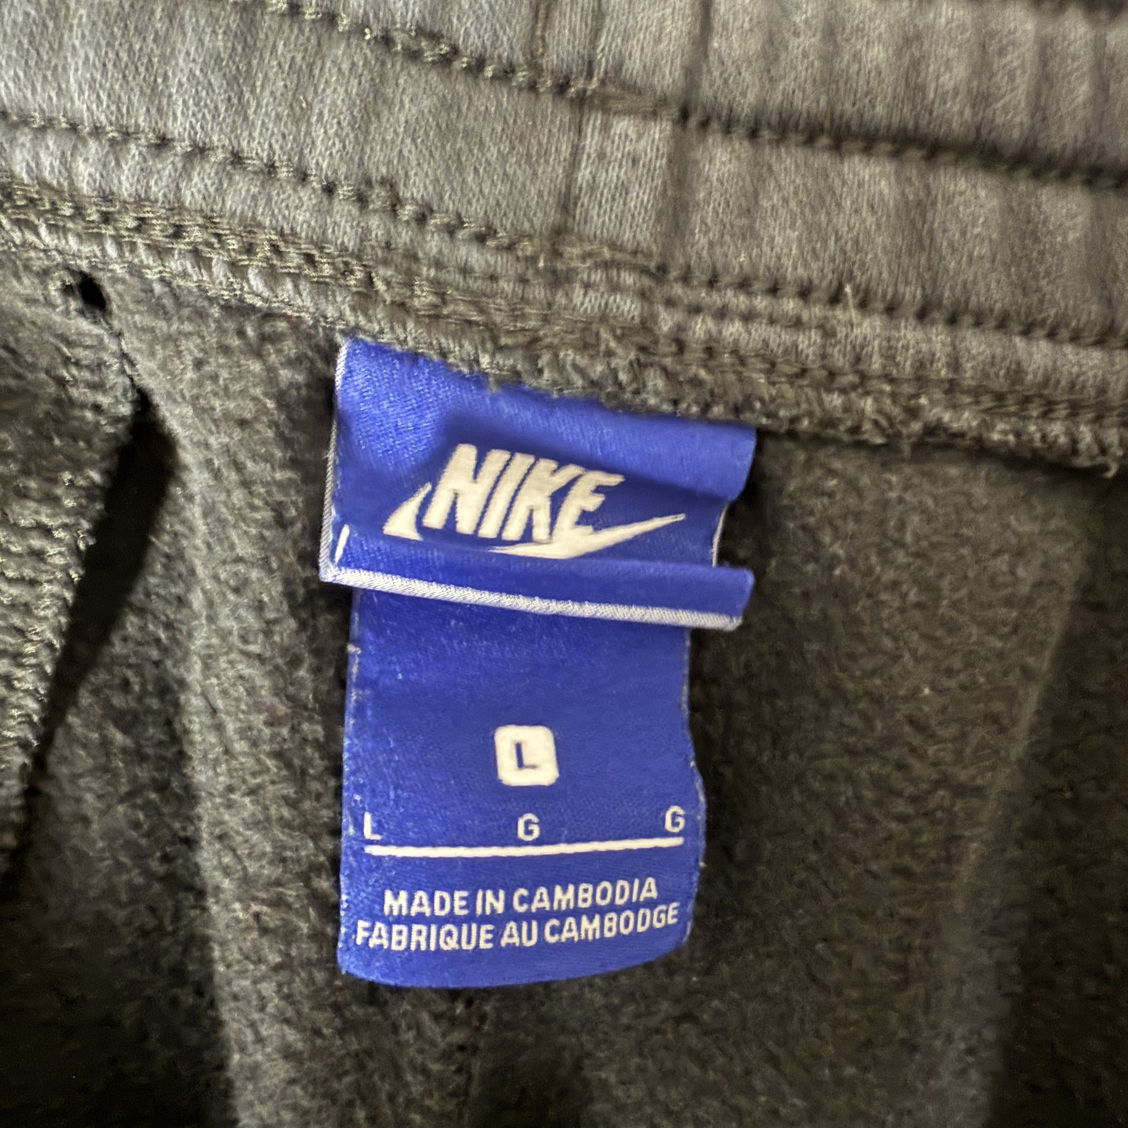 NIKE
L
L G G
MADE IN CAMBODIA
FABRIQUE AU CAMBODGE